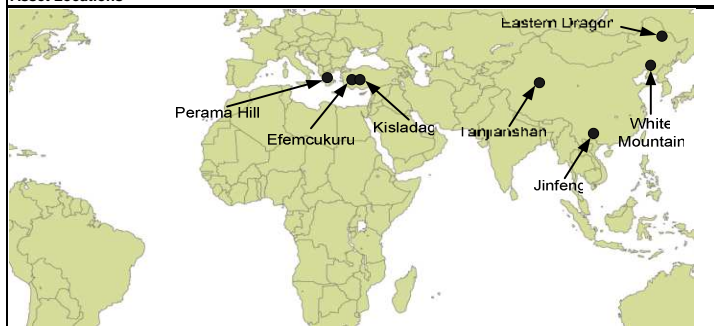 Eastern Dragon
Perama Hill
Efemcukuru
Kisladag
Tanjianshan
White
Mountain
Jinfeng